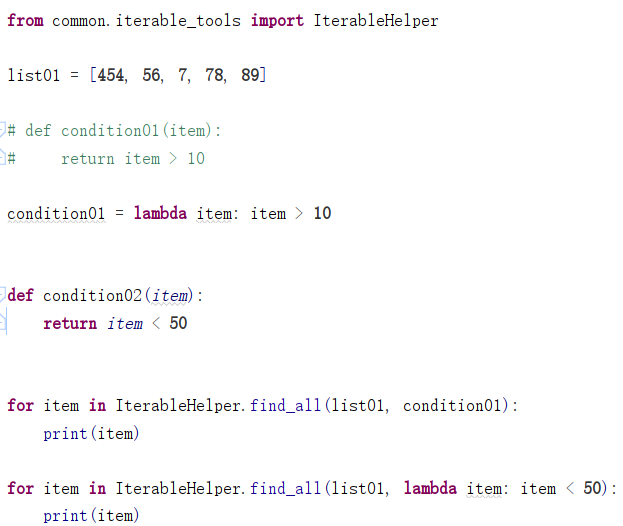 from common.iterable_tools import IterableHelper
list01 = [454, 56, 7, 78, 89]
# def condition01(item):
#     return item > 10
condition01 = lambda item: item > 10
def condition02(item):
    return item < 50
for item in IterableHelper.find_all(list01, condition01):
    print(item)
for item in IterableHelper.find_all(list01, lambda item: item < 50):
    print(item)